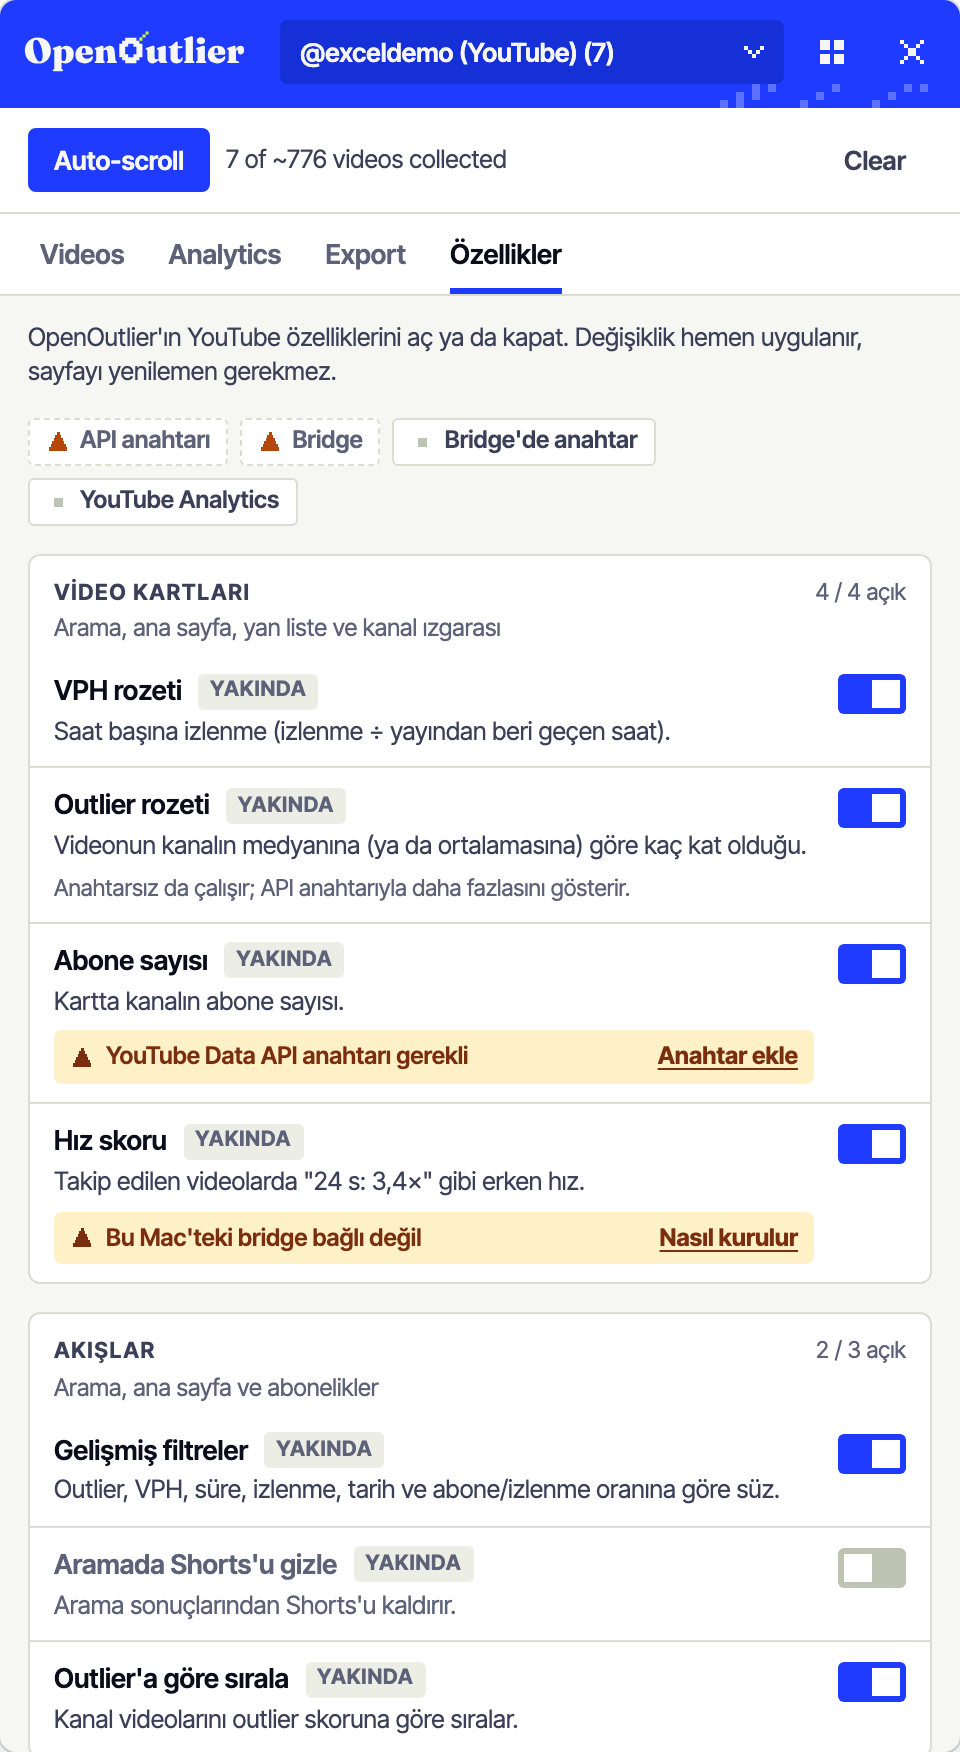 OpenOutlier
@exceldemo (YouTube) (7)
Auto-scroll
7 of ~776 videos collected
Clear
Videos
Analytics
Export
Özellikler
OpenOutlier'ın YouTube özelliklerini aç ya da kapat. Değişiklik hemen uygulanır,
sayfayı yenilemen gerekmez.
API anahtarı
Bridge
Bridge'de anahtar
YouTube Analytics
VİDEO KARTLARI
4 / 4 açık
Arama, ana sayfa, yan liste ve kanal ızgarası
VPH rozeti
YAKINDA
Saat başına izlenme (izlenme ÷ yayından beri geçen saat).
Outlier rozeti
YAKINDA
Videonun kanalın medyanına (ya da ortalamasına) göre kaç kat olduğu.
Anahtarsız da çalışır; API anahtarıyla daha fazlasını gösterir.
Abone sayısı
YAKINDA
Kartta kanalın abone sayısı.
YouTube Data API anahtarı gerekli
Anahtar ekle
Hız skoru
YAKINDA
Takip edilen videolarda "24 s: 3,4×" gibi erken hız.
Bu Mac'teki bridge bağlı değil
Nasıl kurulur
AKIŞLAR
2 / 3 açık
Arama, ana sayfa ve abonelikler
Gelişmiş filtreler
YAKINDA
Outlier, VPH, süre, izlenme, tarih ve abone/izlenme oranına göre süz.
Aramada Shorts'u gizle
YAKINDA
Arama sonuçlarından Shorts'u kaldırır.
Outlier'a göre sırala
YAKINDA
Kanal videolarını outlier skoruna göre sıralar.